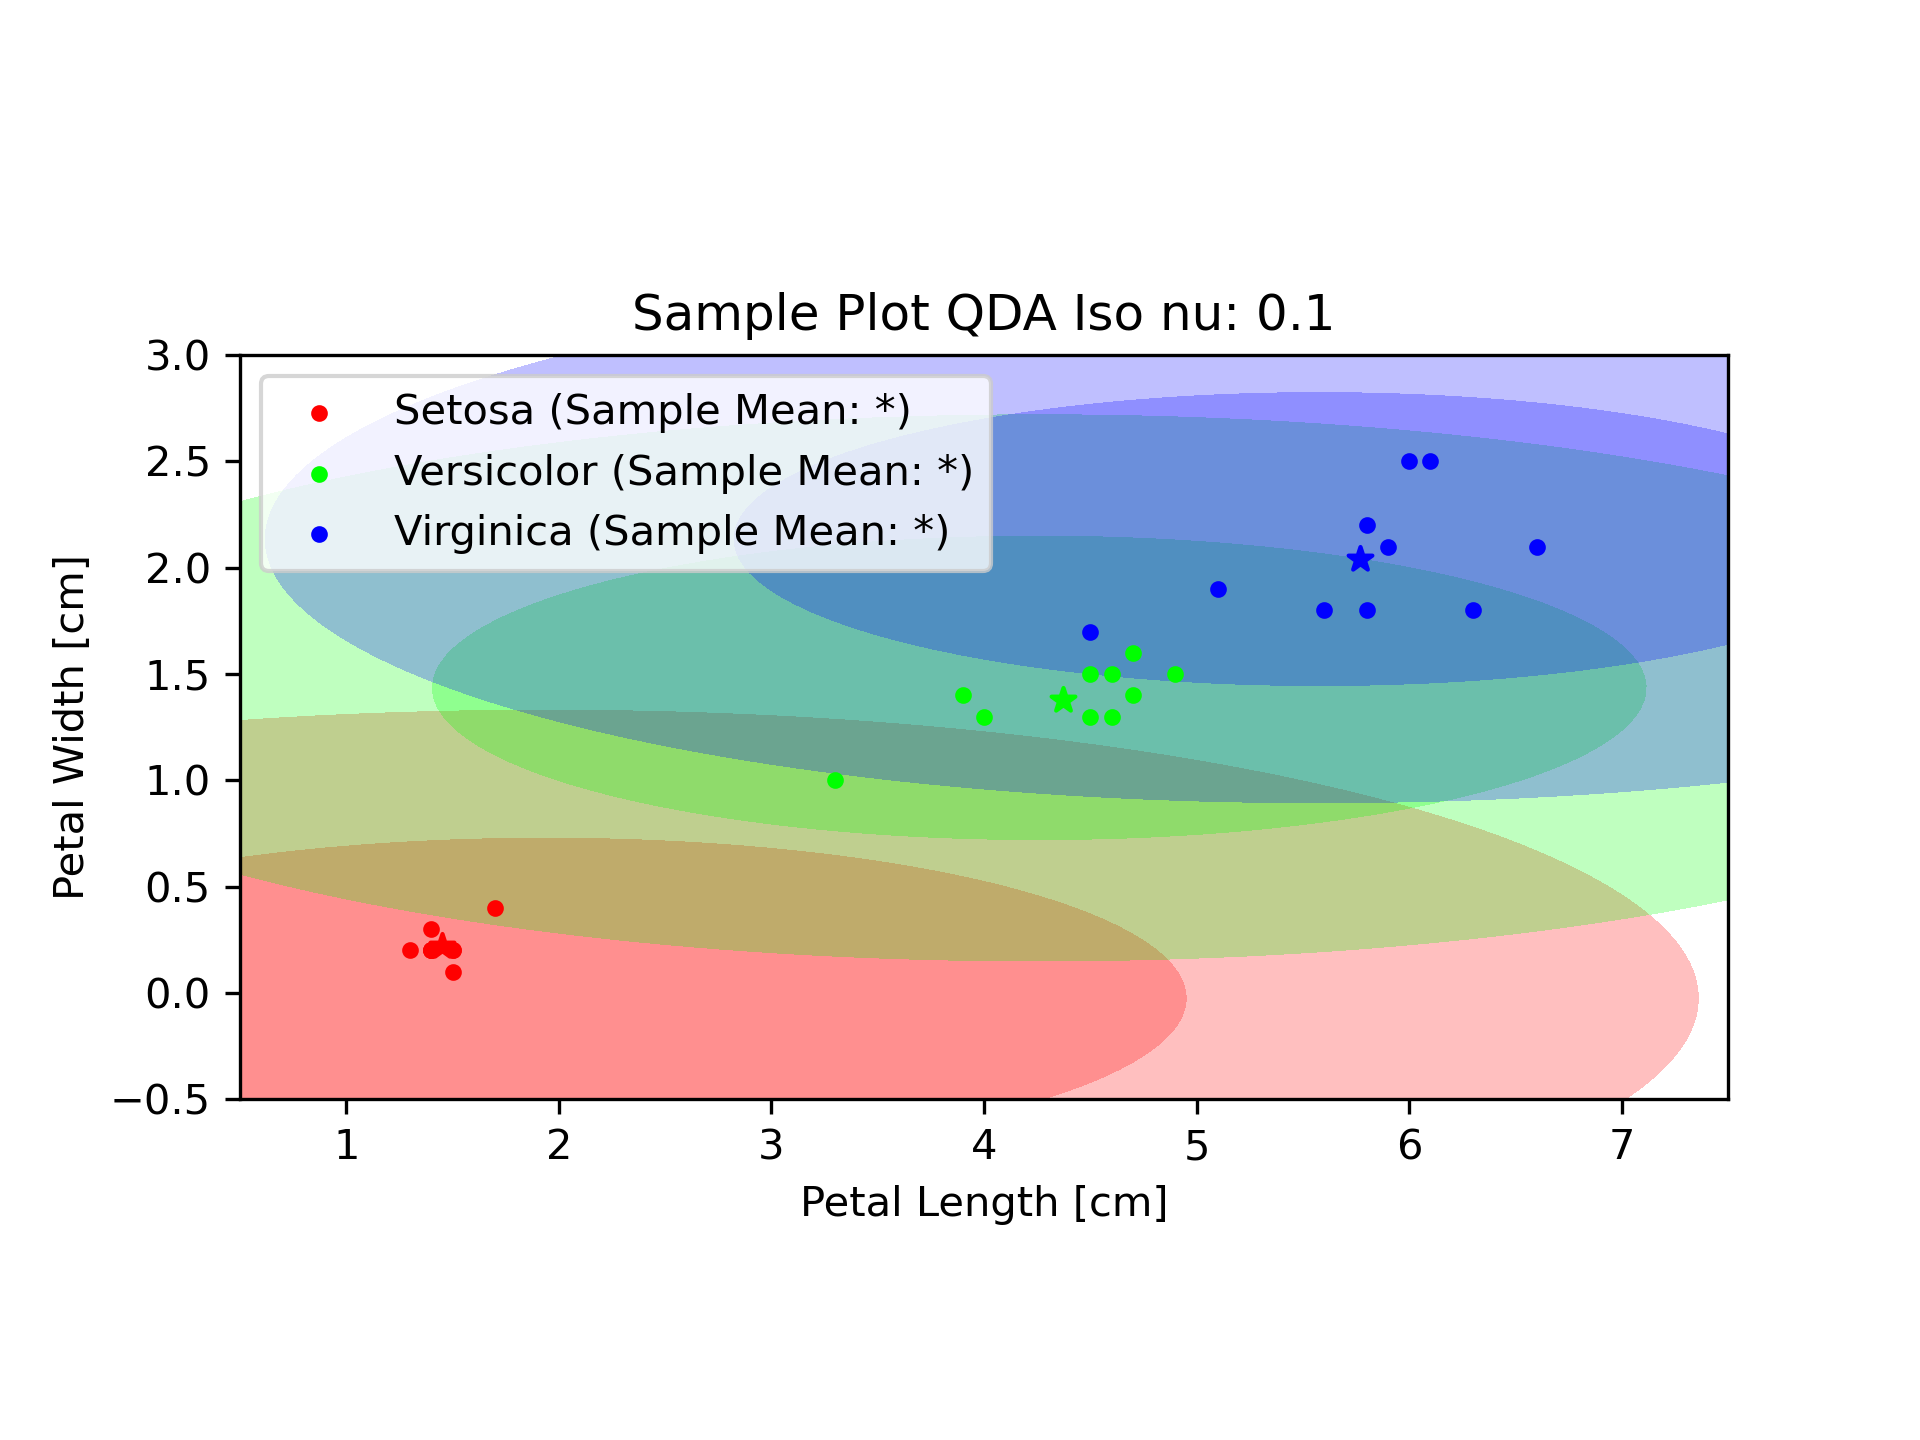 Sample Plot QDA Iso nu: 0.1
3.0
2.5
2.0
1.5
1.0
0.5
0.0
−0.5
Petal Width [cm]
Setosa (Sample Mean: *)
Versicolor (Sample Mean: *)
Virginica (Sample Mean: *)
1 2 3 4 5 6 7
Petal Length [cm]